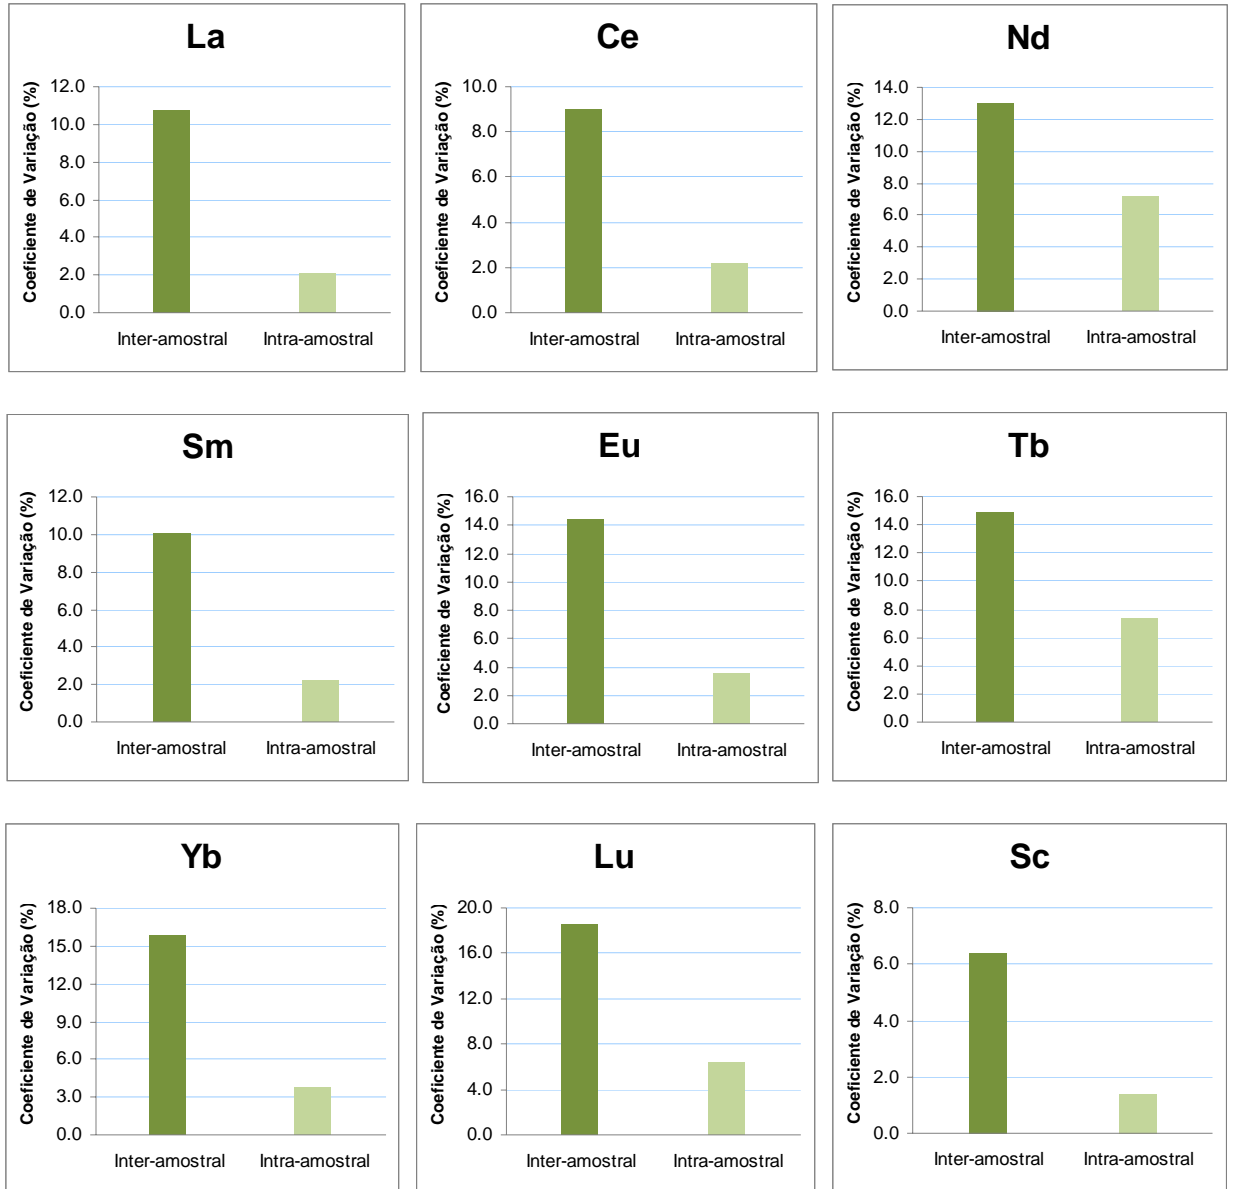 La
Coeficiente de Variação (%)
12.0
10.0
8.0
6.0
4.0
2.0
0.0
Inter-amostral Intra-amostral
Ce
Coeficiente de Variação (%)
10.0
8.0
6.0
4.0
2.0
0.0
Inter-amostral Intra-amostral
Nd
Coeficiente de Variação (%)
14.0
12.0
10.0
8.0
6.0
4.0
2.0
0.0
Inter-amostral Intra-amostral
Sm
Coeficiente de Variação (%)
12.0
10.0
8.0
6.0
4.0
2.0
0.0
Inter-amostral Intra-amostral
Eu
Coeficiente de Variação (%)
16.0
14.0
12.0
10.0
8.0
6.0
4.0
2.0
0.0
Inter-amostral Intra-amostral
Tb
Coeficiente de Variação (%)
16.0
14.0
12.0
10.0
8.0
6.0
4.0
2.0
0.0
Inter-amostral Intra-amostral
Yb
Coeficiente de Variação (%)
18.0
15.0
12.0
9.0
6.0
3.0
0.0
Inter-amostral Intra-amostral
Lu
Coeficiente de Variação (%)
20.0
16.0
12.0
8.0
4.0
0.0
Inter-amostral Intra-amostral
Sc
Coeficiente de Variação (%)
8.0
6.0
4.0
2.0
0.0
Inter-amostral Intra-amostral